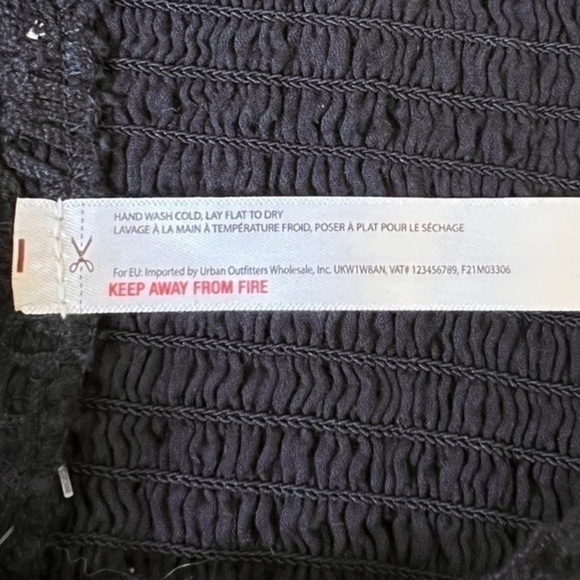 HAND WASH COLD, LAY FLAT TO DRY
LAVAGE À LA MAIN À TEMPÉRATURE FROID, POSER À PLAT POUR LE SÉCHAGE
For EU: Imported by Urban Outfitters Wholesale, Inc. UKW1W8AN, VAT# 123456789, F21M03306
KEEP AWAY FROM FIRE